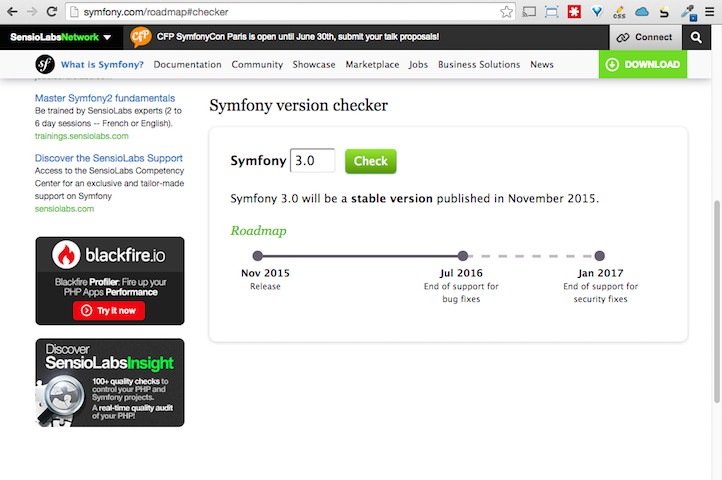 symfony.com/roadmap#checker
SensioLabsNetwork
CFP SymfonyCon Paris is open until June 30th, submit your talk proposals!
Connect
sf
What is Symfony?
Documentation
Community
Showcase
Marketplace
Jobs
Business Solutions
News
DOWNLOAD
Master Symfony2 fundamentals
Be trained by SensioLabs experts (2 to
6 day sessions -- French or English).
trainings.sensiolabs.com
Discover the SensioLabs Support
Access to the SensioLabs Competency
Center for an exclusive and tailor-made
support on Symfony
sensiolabs.com
blackfire.io
Blackfire Profiler: Fire up your
PHP Apps Performance
Try it now
Discover
SensioLabsInsight
100+ quality checks to
control your PHP and
Symfony projects.
A real-time quality audit
of your PHP!
Symfony version checker
Symfony 3.0 Check
Symfony 3.0 will be a stable version published in November 2015.
Roadmap
Nov 2015
Release
Jul 2016
End of support for
bug fixes
Jan 2017
End of support for
security fixes